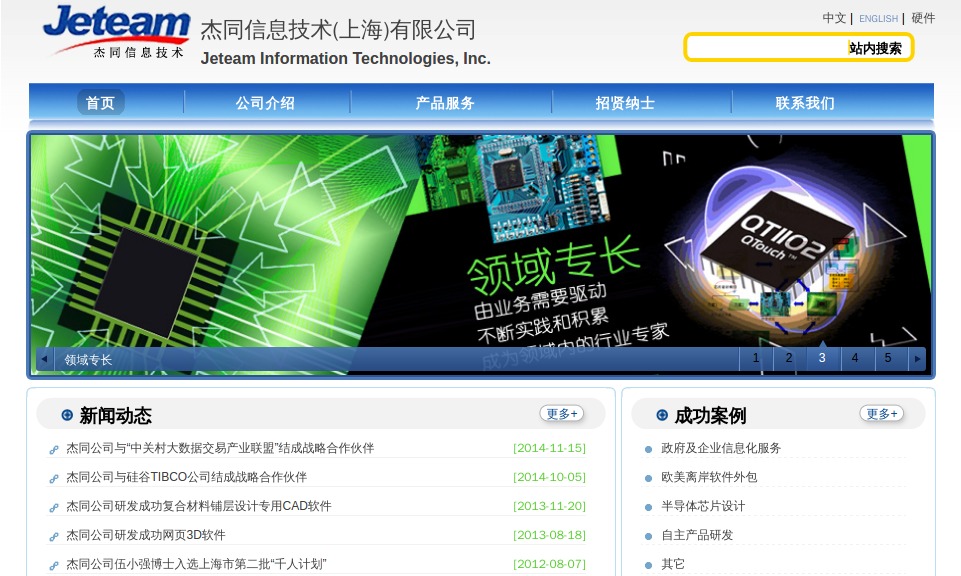 Jeteam
杰同信息技术
杰同信息技术(上海)有限公司
Jeteam Information Technologies, Inc.
中文 | ENGLISH | 硬件
站内搜索
首页 公司介绍 产品服务 招贤纳士 联系我们
QT1102
QTouch™
领域专长
由业务需要驱动
不断实践和积累
成为领域内的行业专家
领域专长 1 2 3 4 5
新闻动态 更多+
杰同公司与“中关村大数据交易产业联盟”结成战略合作伙伴 [2014-11-15]
杰同公司与硅谷TIBCO公司结成战略合作伙伴 [2014-10-05]
杰同公司研发成功复合材料铺层设计专用CAD软件 [2013-11-20]
杰同公司研发成功网页3D软件 [2013-08-18]
杰同公司伍小强博士入选上海市第二批“千人计划” [2012-08-07]
成功案例 更多+
政府及企业信息化服务
欧美离岸软件外包
半导体芯片设计
自主产品研发
其它